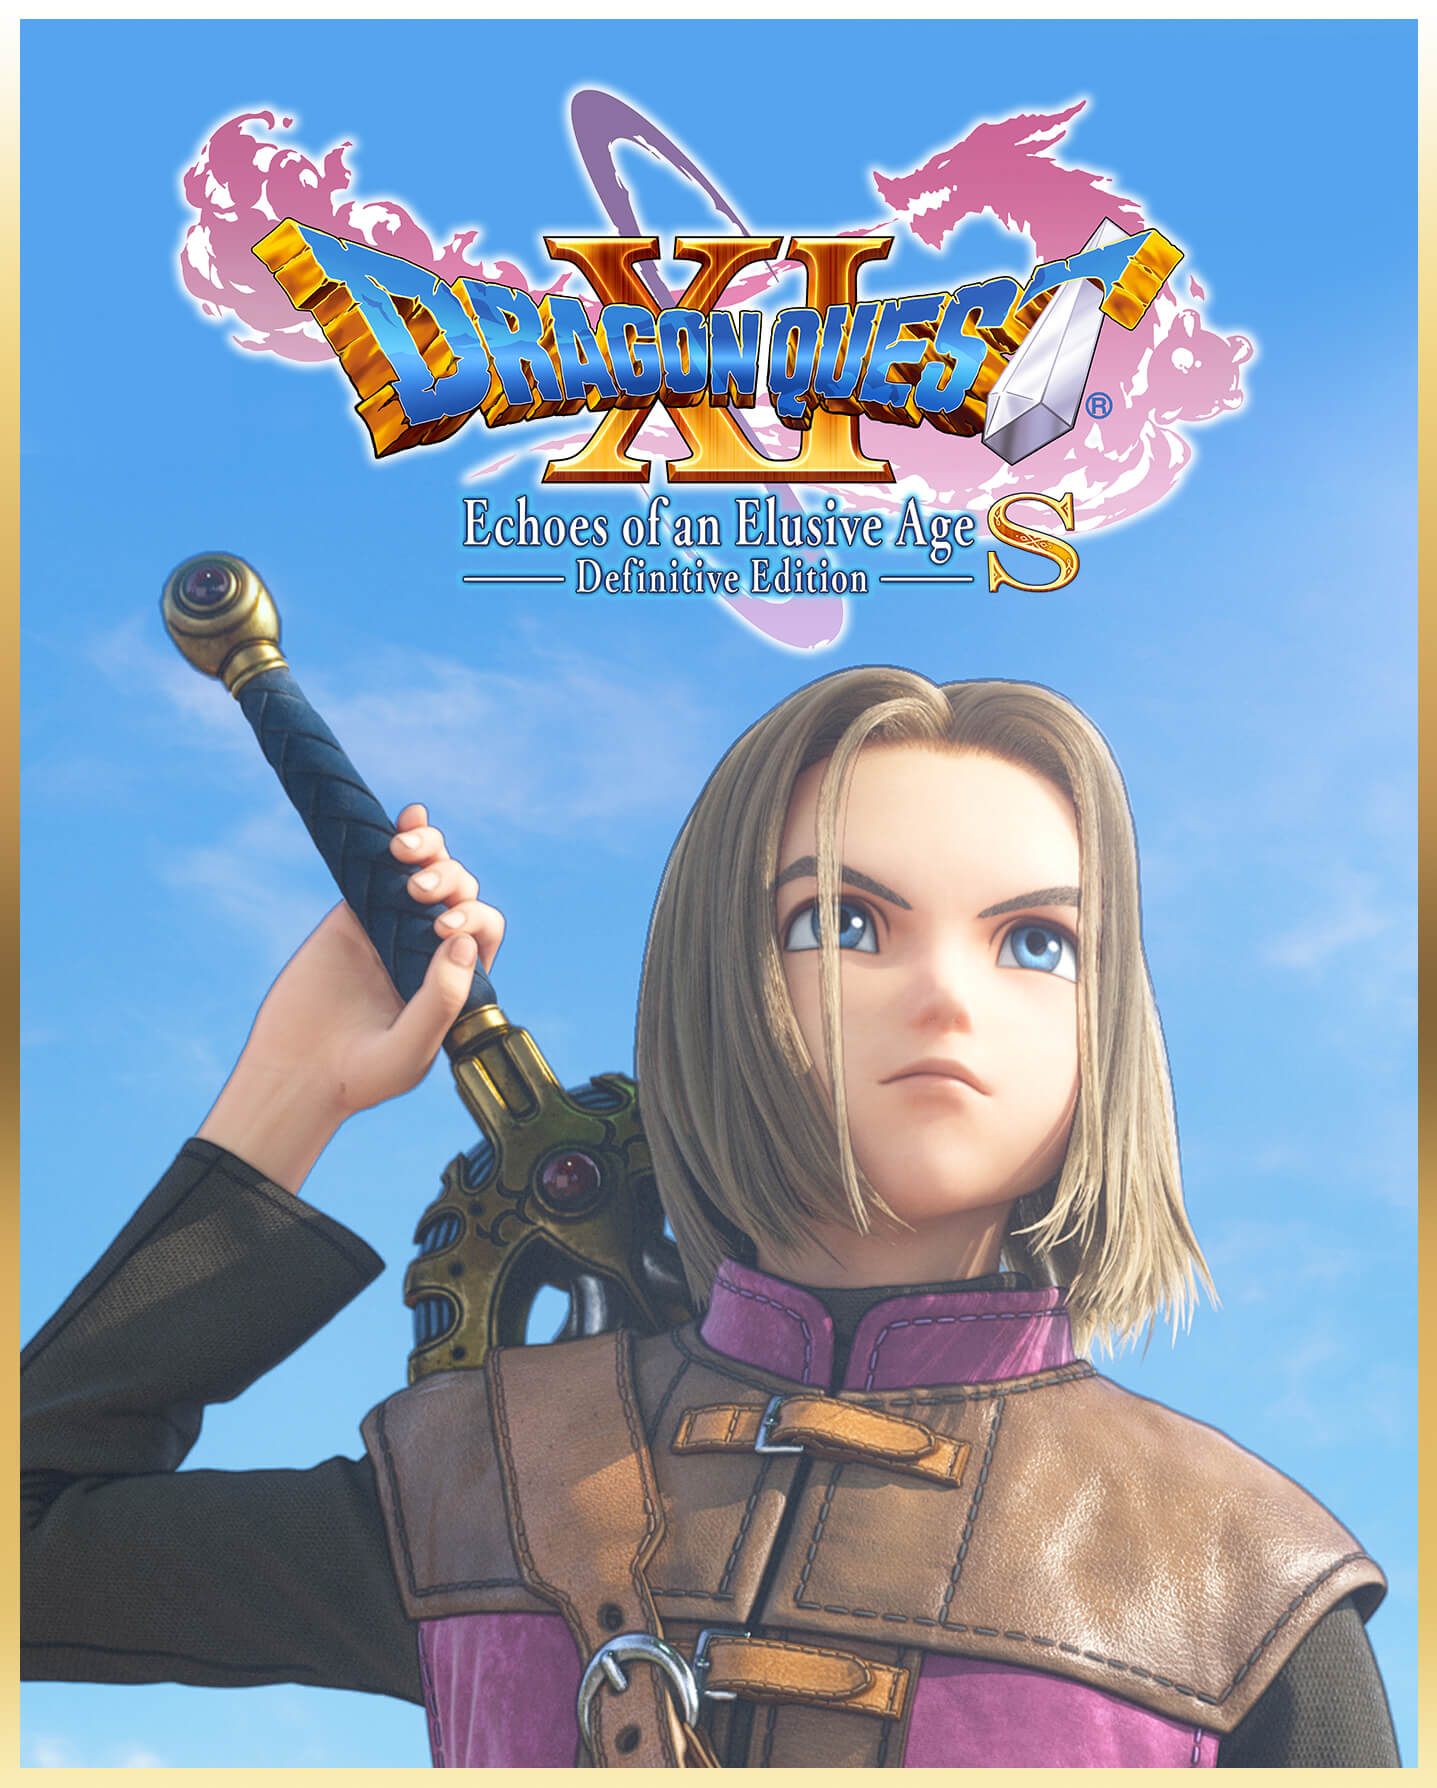 DRAGON QUEST®
XI
Echoes of an Elusive Age S
Definitive Edition